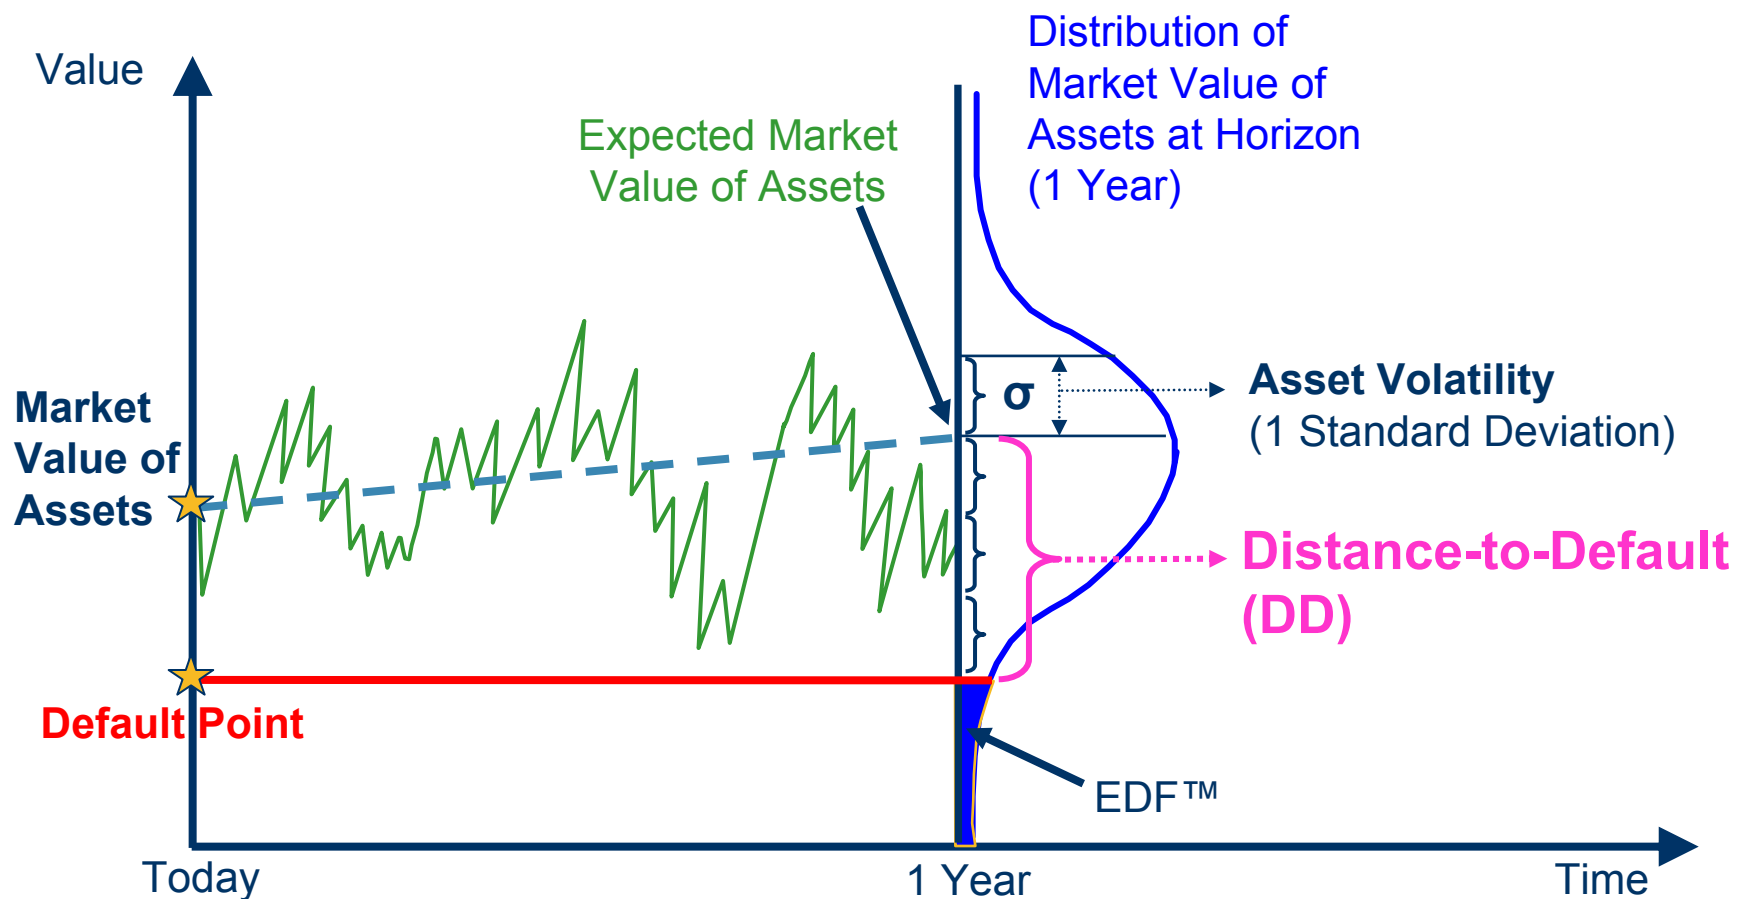 Distribution of
Market Value of
Assets at Horizon
(1 Year)
Value
Expected Market
Value of Assets
σ
Asset Volatility
(1 Standard Deviation)
Market
Value of
Assets
Distance-to-Default
(DD)
Default Point
EDF™
Today
1 Year
Time